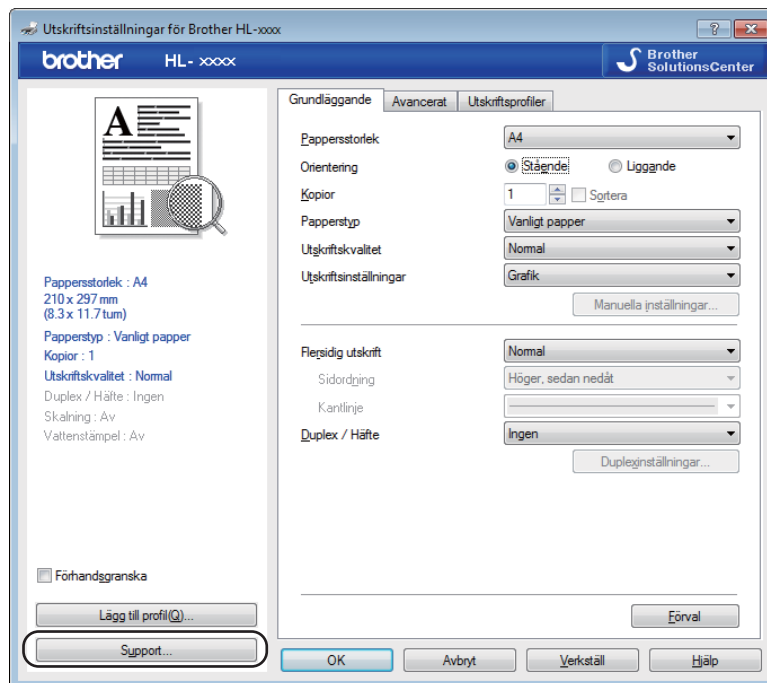 Utskriftsinställningar för Brother HL-xxxx
brother HL- xxxx
Brother
SolutionsCenter
A
Pappersstorlek : A4
210 x 297 mm
(8.3 x 11.7 tum)
Papperstyp : Vanligt papper
Kopior : 1
Utskriftskvalitet : Normal
Duplex / Häfte : Ingen
Skalning : Av
Vattenstämpel : Av
Förhandsgranska
Lägg till profil(Q)...
Support...
Grundläggande Avancerat Utskriftsprofiler
Pappersstorlek A4
Orientering Stående Liggande
Kopior 1 Sortera
Papperstyp Vanligt papper
Utskriftskvalitet Normal
Utskriftsinställningar Grafik
Manuella inställningar...
Flersidig utskrift Normal
Sidordning Höger, sedan nedåt
Kantlinje
Duplex / Häfte Ingen
Duplexinställningar...
Förval
OK Avbryt Verkställ Hjälp